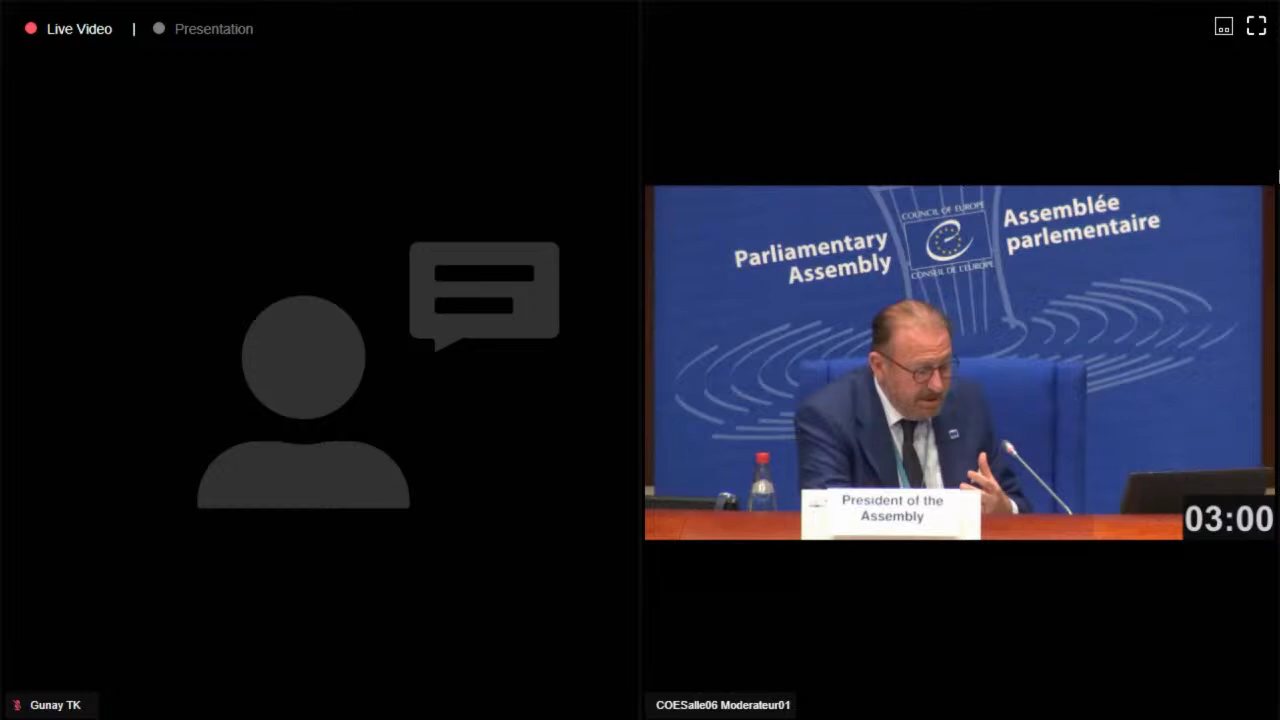 Live Video | Presentation
Parliamentary
Assembly
COUNCIL OF EUROPE
CONSEIL DE L'EUROPE
Assemblée
parlementaire
President of the
Assembly
03:00
Gunay TK
COESalle06 Moderateur01